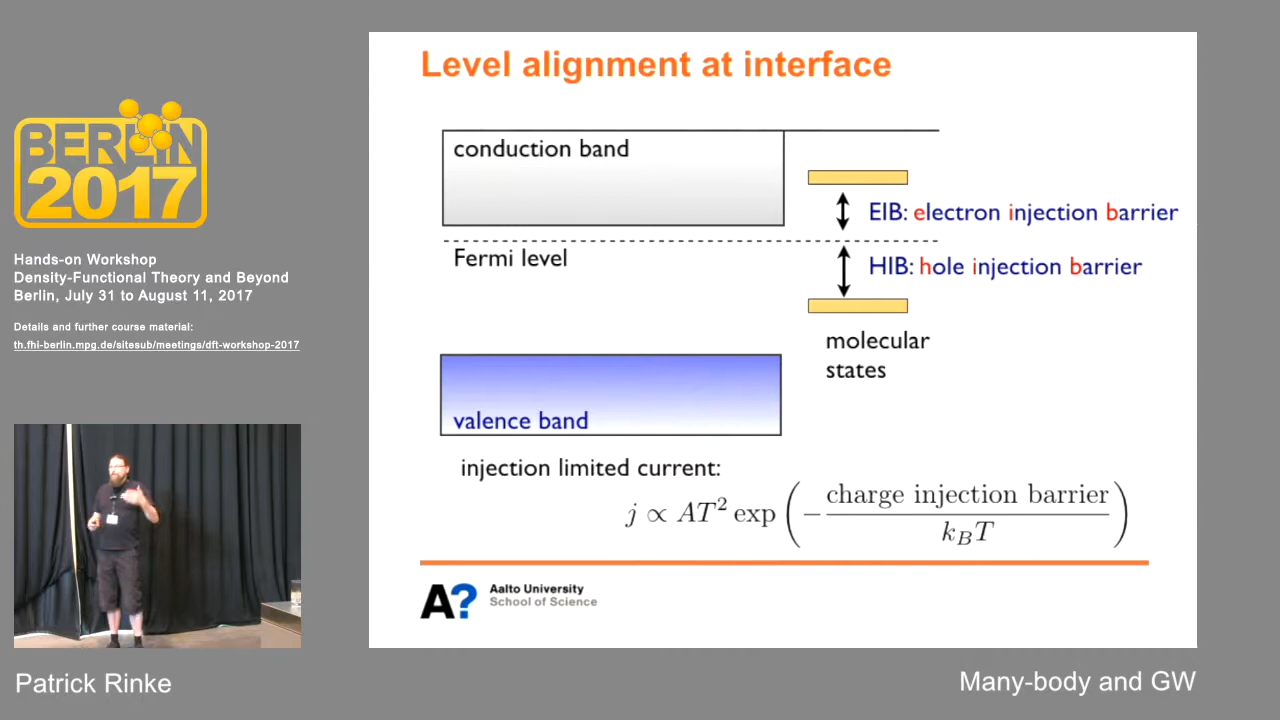 Level alignment at interface
conduction band
EIB: electron injection barrier
Fermi level
HIB: hole injection barrier
molecular
states
valence band
injection limited current:
j ∝ AT² exp(−charge injection barrier / k_BT)
A? Aalto University
School of Science
BERLIN
2017
Hands-on Workshop
Density-Functional Theory and Beyond
Berlin, July 31 to August 11, 2017
Details and further course material:
th.fhi-berlin.mpg.de/sitesub/meetings/dft-workshop-2017
Patrick Rinke
Many-body and GW